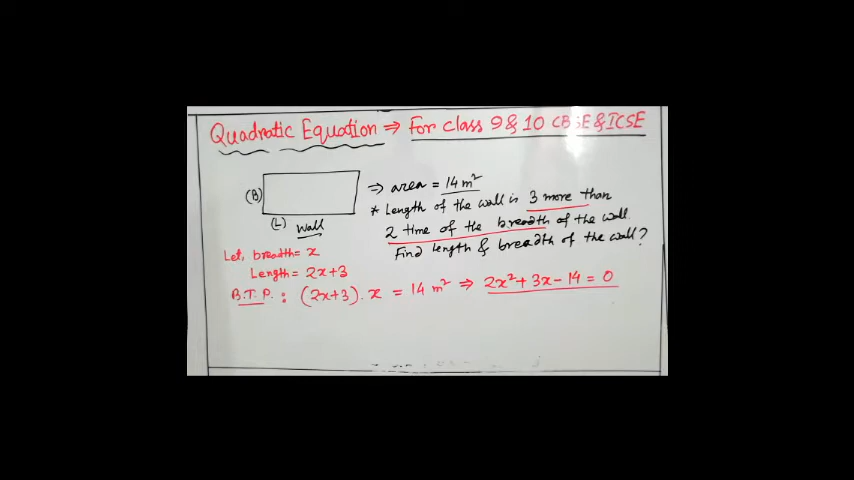 Quadratic Equation ⇒ For Class 9 & 10 CBSE & ICSE
⇒ area = 14 m²
(B)
* Length of the wall is 3 more than
(L) Wall
2 time of the breadth of the wall.
Find length & breadth of the wall?
Let, breadth = x
Length = 2x+3
B.T.P. : (2x+3) . x = 14 m² ⇒ 2x² + 3x - 14 = 0